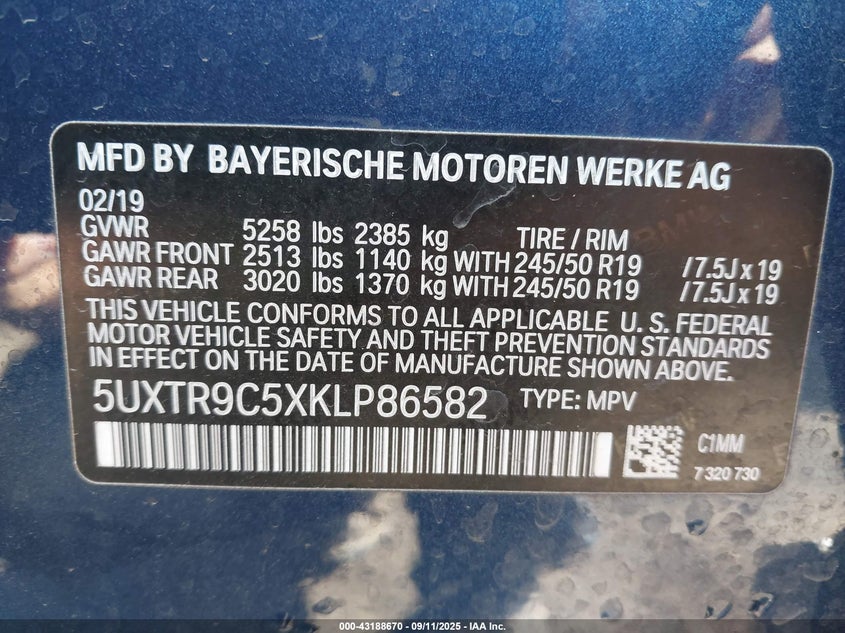 MFD BY BAYERISCHE MOTOREN WERKE AG
02/19
GVWR 5258 lbs 2385 kg TIRE / RIM
GAWR FRONT 2513 lbs 1140 kg WITH 245/50 R19 / 7.5J x 19
GAWR REAR 3020 lbs 1370 kg WITH 245/50 R19 / 7.5J x 19
THIS VEHICLE CONFORMS TO ALL APPLICABLE U. S. FEDERAL
MOTOR VEHICLE SAFETY AND THEFT PREVENTION STANDARDS
IN EFFECT ON THE DATE OF MANUFACTURE SHOWN ABOVE.
5UXTR9C5XKLP86582 TYPE: MPV
C1MM
7 320 730
000-43188670 - 09/11/2025 - IAA Inc.